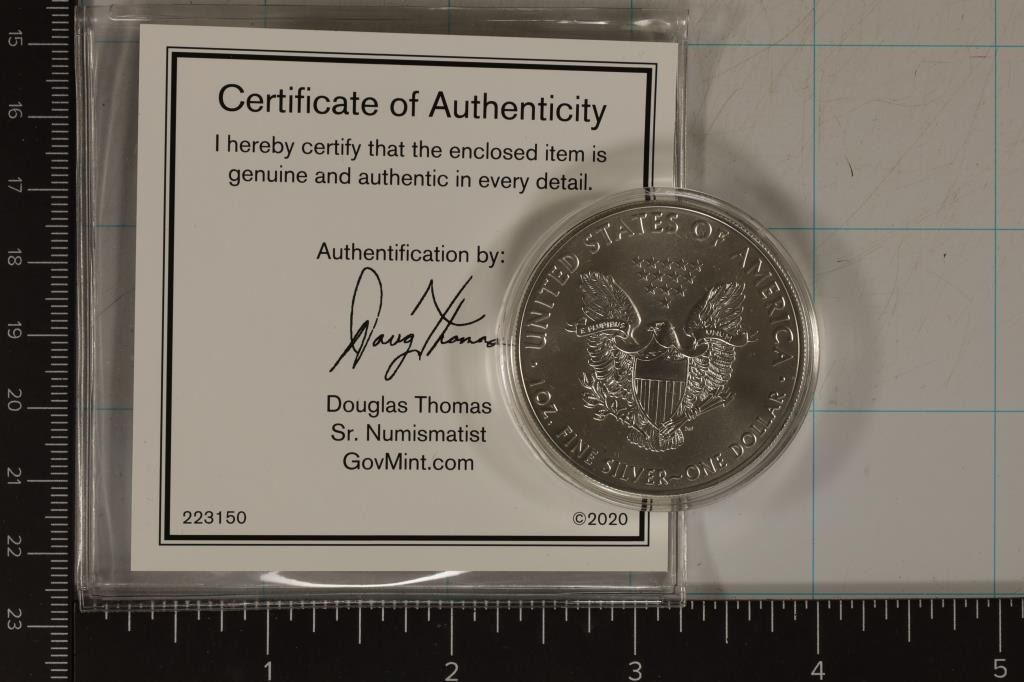 Certificate of Authenticity
I hereby certify that the enclosed item is
genuine and authentic in every detail.
Authentification by:
Doug Thomas
Douglas Thomas
Sr. Numismatist
GovMint.com
223150
©2020
UNITED STATES OF AMERICA
E PLURIBUS
1 OZ. FINE SILVER~ONE DOLLAR
15
16
17
18
19
20
21
22
23
1 2 3 4 5